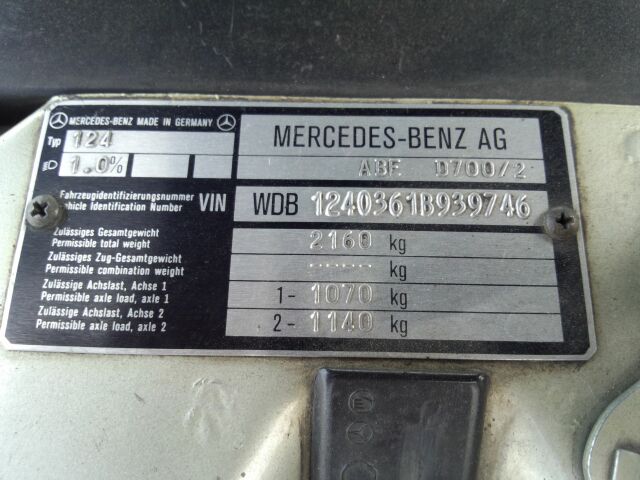 MERCEDES-BENZ MADE IN GERMANY
Typ 124
1.0%
MERCEDES-BENZ AG
ABE D700/2
Fahrzeugidentifizierungsnummer
Vehicle Identification Number
VIN WDB 1240361B939746
Zulässiges Gesamtgewicht
Permissible total weight
2160 kg
Zulässiges Zug-Gesamtgewicht
Permissible combination weight
...... kg
Zulässige Achslast, Achse 1
Permissible axle load, axle 1
1- 1070 kg
Zulässige Achslast, Achse 2
Permissible axle load, axle 2
2- 1140 kg